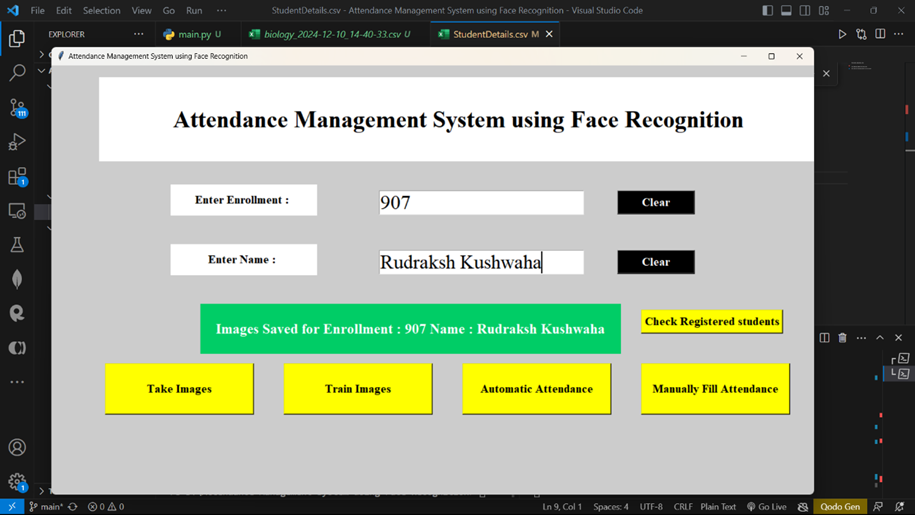 File Edit Selection View Go Run ··· StudentDetails.csv - Attendance Management System using Face Recognition - Visual Studio Code
EXPLORER ··· main.py U biology_2024-12-10_14-40-33.csv U StudentDetails.csv M
Attendance Management System using Face Recognition
Attendance Management System using Face Recognition
Enter Enrollment : 907 Clear
Enter Name : Rudraksh Kushwaha Clear
Images Saved for Enrollment : 907 Name : Rudraksh Kushwaha Check Registered students
Take Images Train Images Automatic Attendance Manually Fill Attendance
111
1
1
main* 0 0 Ln 9, Col 1 Spaces: 4 UTF-8 CRLF Plain Text Go Live Qodo Gen